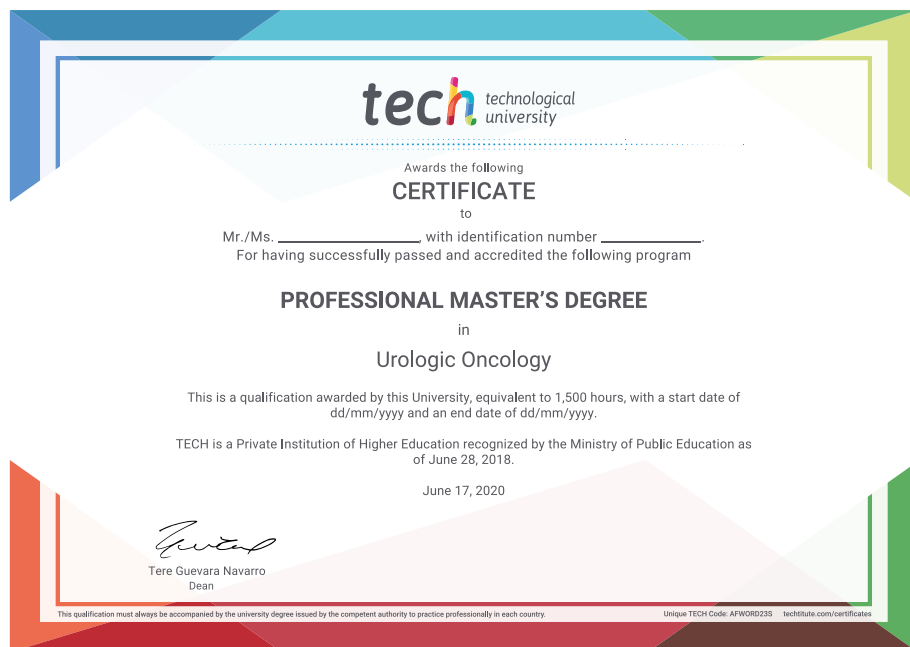 tech technological
university
Awards the following
CERTIFICATE
to
Mr./Ms. ____________________, with identification number ______________.
For having successfully passed and accredited the following program
PROFESSIONAL MASTER'S DEGREE
in
Urologic Oncology
This is a qualification awarded by this University, equivalent to 1,500 hours, with a start date of
dd/mm/yyyy and an end date of dd/mm/yyyy.
TECH is a Private Institution of Higher Education recognized by the Ministry of Public Education as
of June 28, 2018.
June 17, 2020
Tere Guevara Navarro
Dean
This qualification must always be accompanied by the university degree issued by the competent authority to practice professionally in each country.
Unique TECH Code: AFWORD23S techtitute.com/certificates